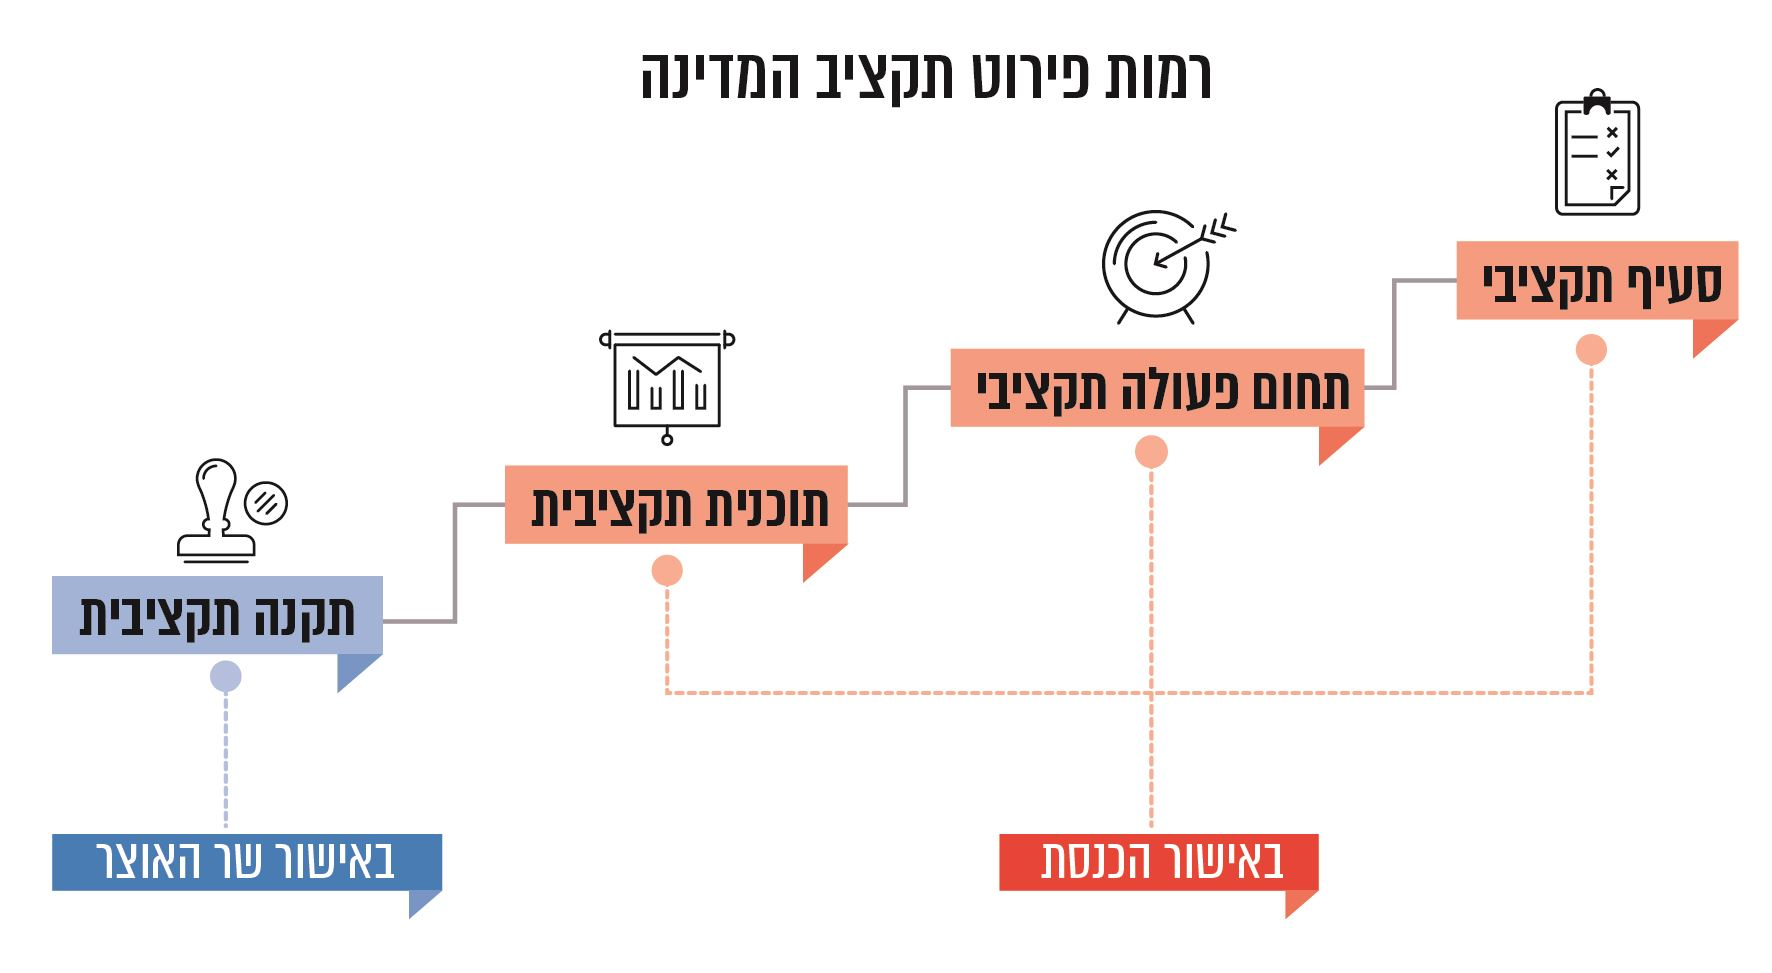 רמות פירוט תקציב המדינה
סעיף תקציבי
תחום פעולה תקציבי
תוכנית תקציבית
תקנה תקציבית
באישור הכנסת
באישור שר האוצר